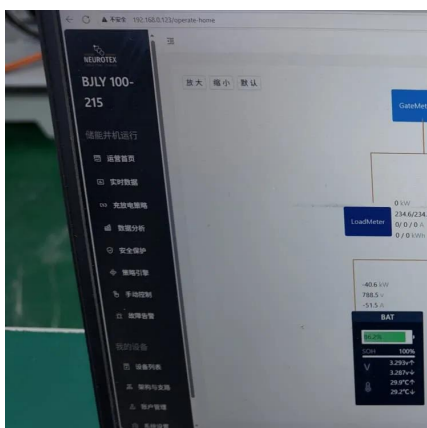 不安全 192.168.0.123/operate-home
NEUROTEX
BJLY 100-
215
储能并机运行
运营首页
实时数据
充放电策略
数据分析
安全保护
策略引擎
手动控制
故障告警
我的设备
设备列表
架构与支路
账户管理
系统设置
放大 缩小 默认
GateMet
LoadMeter
0 kW
234.6/234.
0/ 0 / 0 A
0 / 0 kWh
-40.6 kW
788.5 V
-51.5 A
BAT
SOH 100%
V 3.293v↑
3.287v↓
29.9°C↑
29.2°C↓